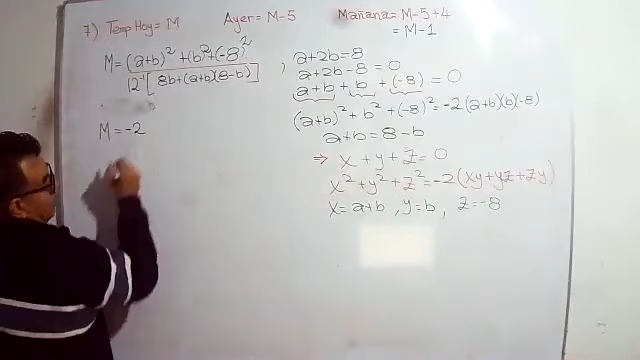 7) Temp Hoy = M   Ayer = M-5   Mañana = M-5+4
= M-1
M = (a+b)² + (b)² + (-8)²
12⁻¹[ 8b+(a+b)(8-b) ]
, a+2b=8
a+2b-8=0
a+b + b + (-8) = 0
(a+b)² + b² + (-8)² = -2(a+b)(b)(-8)
a+b = 8-b
M = -2
⇒ x + y + z = 0
x² + y² + z² = -2(xy+yz+zy)
x = a+b , y = b , z = -8